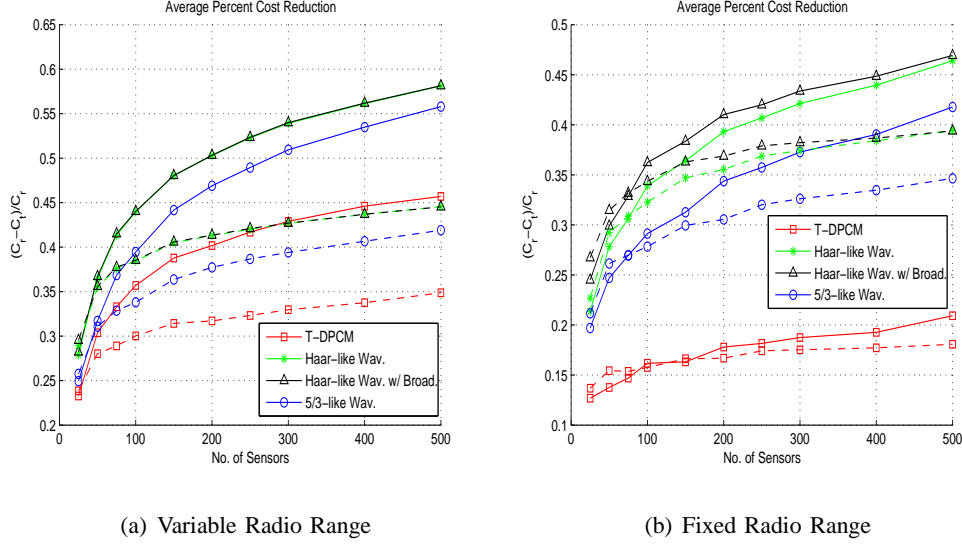 Average Percent Cost Reduction
0.65
0.6
0.55
0.5
0.45
0.4
0.35
0.3
0.25
0.2
(C_r−C_t)/C_r
0 100 200 300 400 500
No. of Sensors
T−DPCM
Haar−like Wav.
Haar−like Wav. w/ Broad.
5/3−like Wav.
(a) Variable Radio Range
Average Percent Cost Reduction
0.5
0.45
0.4
0.35
0.3
0.25
0.2
0.15
0.1
(C_r−C_t)/C_r
0 100 200 300 400 500
No. of Sensors
T−DPCM
Haar−like Wav.
Haar−like Wav. w/ Broad.
5/3−like Wav.
(b) Fixed Radio Range